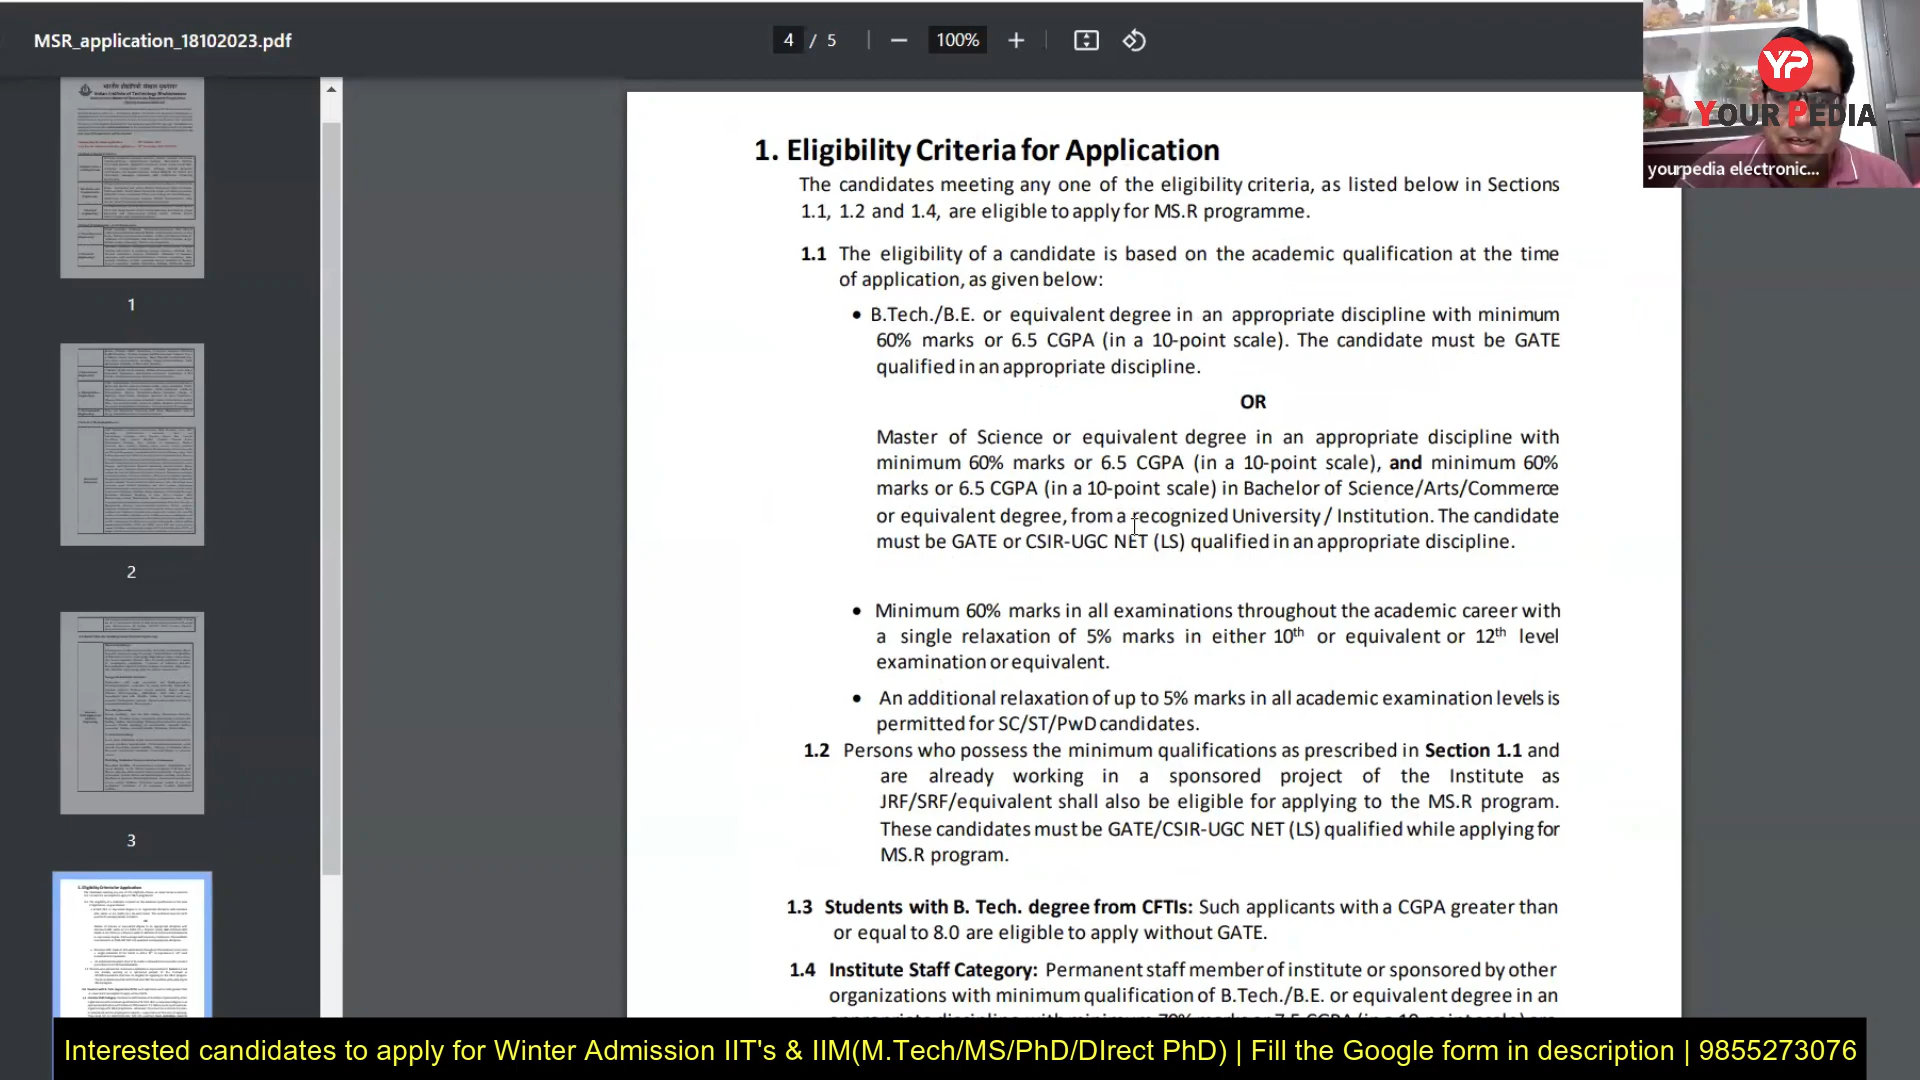 MSR_application_18102023.pdf
4 / 5
100%
YP
YOUR PEDIA
yourpedia electronic...
भारतीय प्रौद्योगिकी संस्थान भुवनेश्वर
Indian Institute of Technology Bhubaneswar
1
2
3
1. Eligibility Criteria for Application
The candidates meeting any one of the eligibility criteria, as listed below in Sections
1.1, 1.2 and 1.4, are eligible to apply for MS.R programme.
1.1 The eligibility of a candidate is based on the academic qualification at the time
of application, as given below:
• B.Tech./B.E. or equivalent degree in an appropriate discipline with minimum
60% marks or 6.5 CGPA (in a 10-point scale). The candidate must be GATE
qualified in an appropriate discipline.
OR
Master of Science or equivalent degree in an appropriate discipline with
minimum 60% marks or 6.5 CGPA (in a 10-point scale), and minimum 60%
marks or 6.5 CGPA (in a 10-point scale) in Bachelor of Science/Arts/Commerce
or equivalent degree, from a recognized University / Institution. The candidate
must be GATE or CSIR-UGC NET (LS) qualified in an appropriate discipline.
• Minimum 60% marks in all examinations throughout the academic career with
a single relaxation of 5% marks in either 10th or equivalent or 12th level
examination or equivalent.
• An additional relaxation of up to 5% marks in all academic examination levels is
permitted for SC/ST/PwD candidates.
1.2 Persons who possess the minimum qualifications as prescribed in Section 1.1 and
are already working in a sponsored project of the Institute as
JRF/SRF/equivalent shall also be eligible for applying to the MS.R program.
These candidates must be GATE/CSIR-UGC NET (LS) qualified while applying for
MS.R program.
1.3 Students with B. Tech. degree from CFTIs: Such applicants with a CGPA greater than
or equal to 8.0 are eligible to apply without GATE.
1.4 Institute Staff Category: Permanent staff member of institute or sponsored by other
organizations with minimum qualification of B.Tech./B.E. or equivalent degree in an
Interested candidates to apply for Winter Admission IIT's & IIM(M.Tech/MS/PhD/DIrect PhD) | Fill the Google form in description | 9855273076